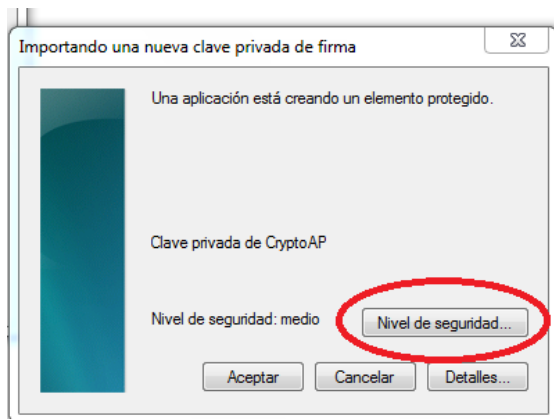 Importando una nueva clave privada de firma
Una aplicación está creando un elemento protegido.
Clave privada de CryptoAP
Nivel de seguridad: medio
Nivel de seguridad...
Aceptar
Cancelar
Detalles...